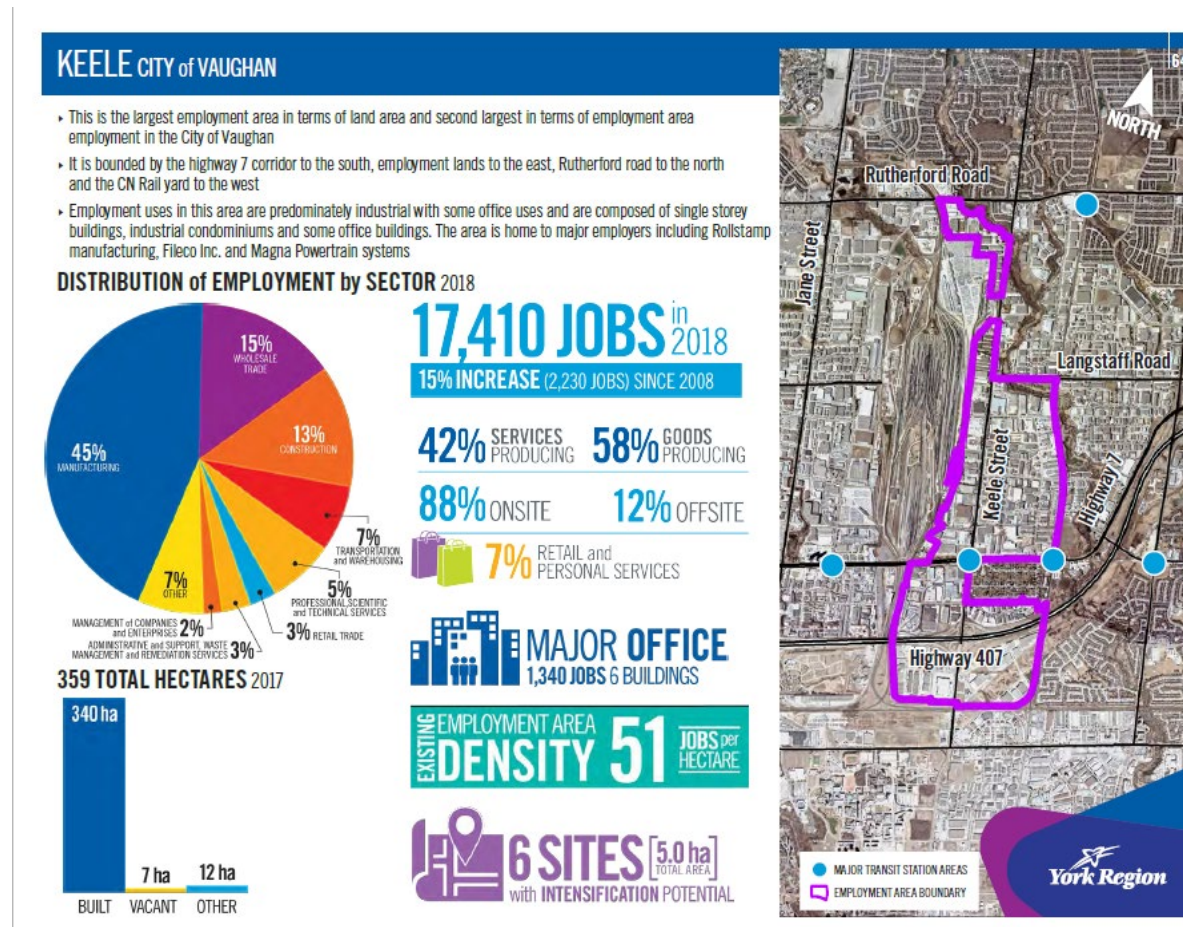 KEELE CITY of VAUGHAN
‣ This is the largest employment area in terms of land area and second largest in terms of employment area
employment in the City of Vaughan
‣ It is bounded by the highway 7 corridor to the south, employment lands to the east, Rutherford road to the north
and the CN Rail yard to the west
‣ Employment uses in this area are predominately industrial with some office uses and are composed of single storey
buildings, industrial condominiums and some office buildings. The area is home to major employers including Rollstamp
manufacturing, Fileco Inc. and Magna Powertrain systems
DISTRIBUTION of EMPLOYMENT by SECTOR 2018
15%
WHOLESALE
TRADE
13%
CONSTRUCTION
45%
MANUFACTURING
7%
TRANSPORTATION
and WAREHOUSING
5%
PROFESSIONAL,SCIENTIFIC
and TECHNICAL SERVICES
3% RETAIL TRADE
7%
OTHER
MANAGEMENT of COMPANIES
and ENTERPRISES 2%
ADMINISTRATIVE and SUPPORT, WASTE
MANAGEMENT and REMEDIATION SERVICES 3%
359 TOTAL HECTARES 2017
340 ha
7 ha
12 ha
BUILT VACANT OTHER
17,410 JOBS in 2018
15% INCREASE (2,230 JOBS) SINCE 2008
42% SERVICES PRODUCING 58% GOODS PRODUCING
88% ONSITE 12% OFFSITE
7% RETAIL and PERSONAL SERVICES
MAJOR OFFICE
1,340 JOBS 6 BUILDINGS
EXISTING EMPLOYMENT AREA
DENSITY 51 JOBS per HECTARE
6 SITES [5.0 ha TOTAL AREA]
with INTENSIFICATION POTENTIAL
64
NORTH
Rutherford Road
Jane Street
Langstaff Road
Keele Street
Highway 7
Highway 407
MAJOR TRANSIT STATION AREAS
EMPLOYMENT AREA BOUNDARY
York Region